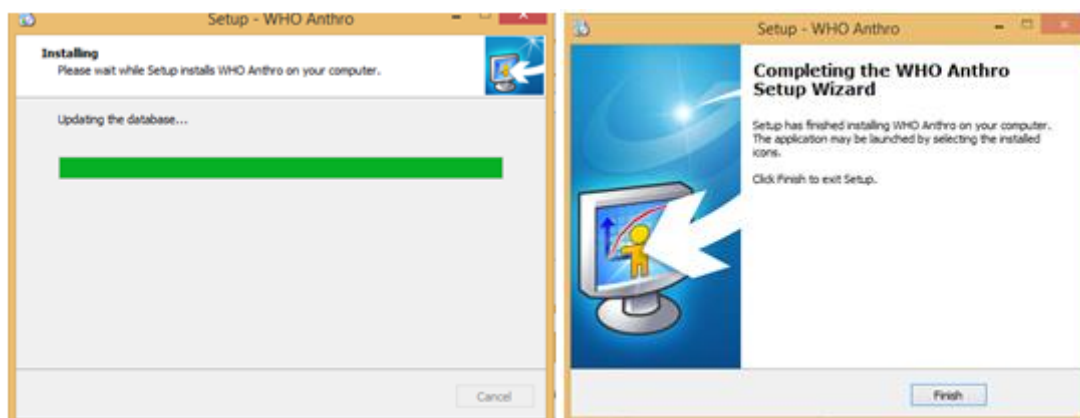 Setup - WHO Anthro
Installing
Please wait while Setup installs WHO Anthro on your computer.
Updating the database...
Cancel
Setup - WHO Anthro
Completing the WHO Anthro
Setup Wizard
Setup has finished installing WHO Anthro on your computer.
The application may be launched by selecting the installed
icons.
Click Finish to exit Setup.
Finish